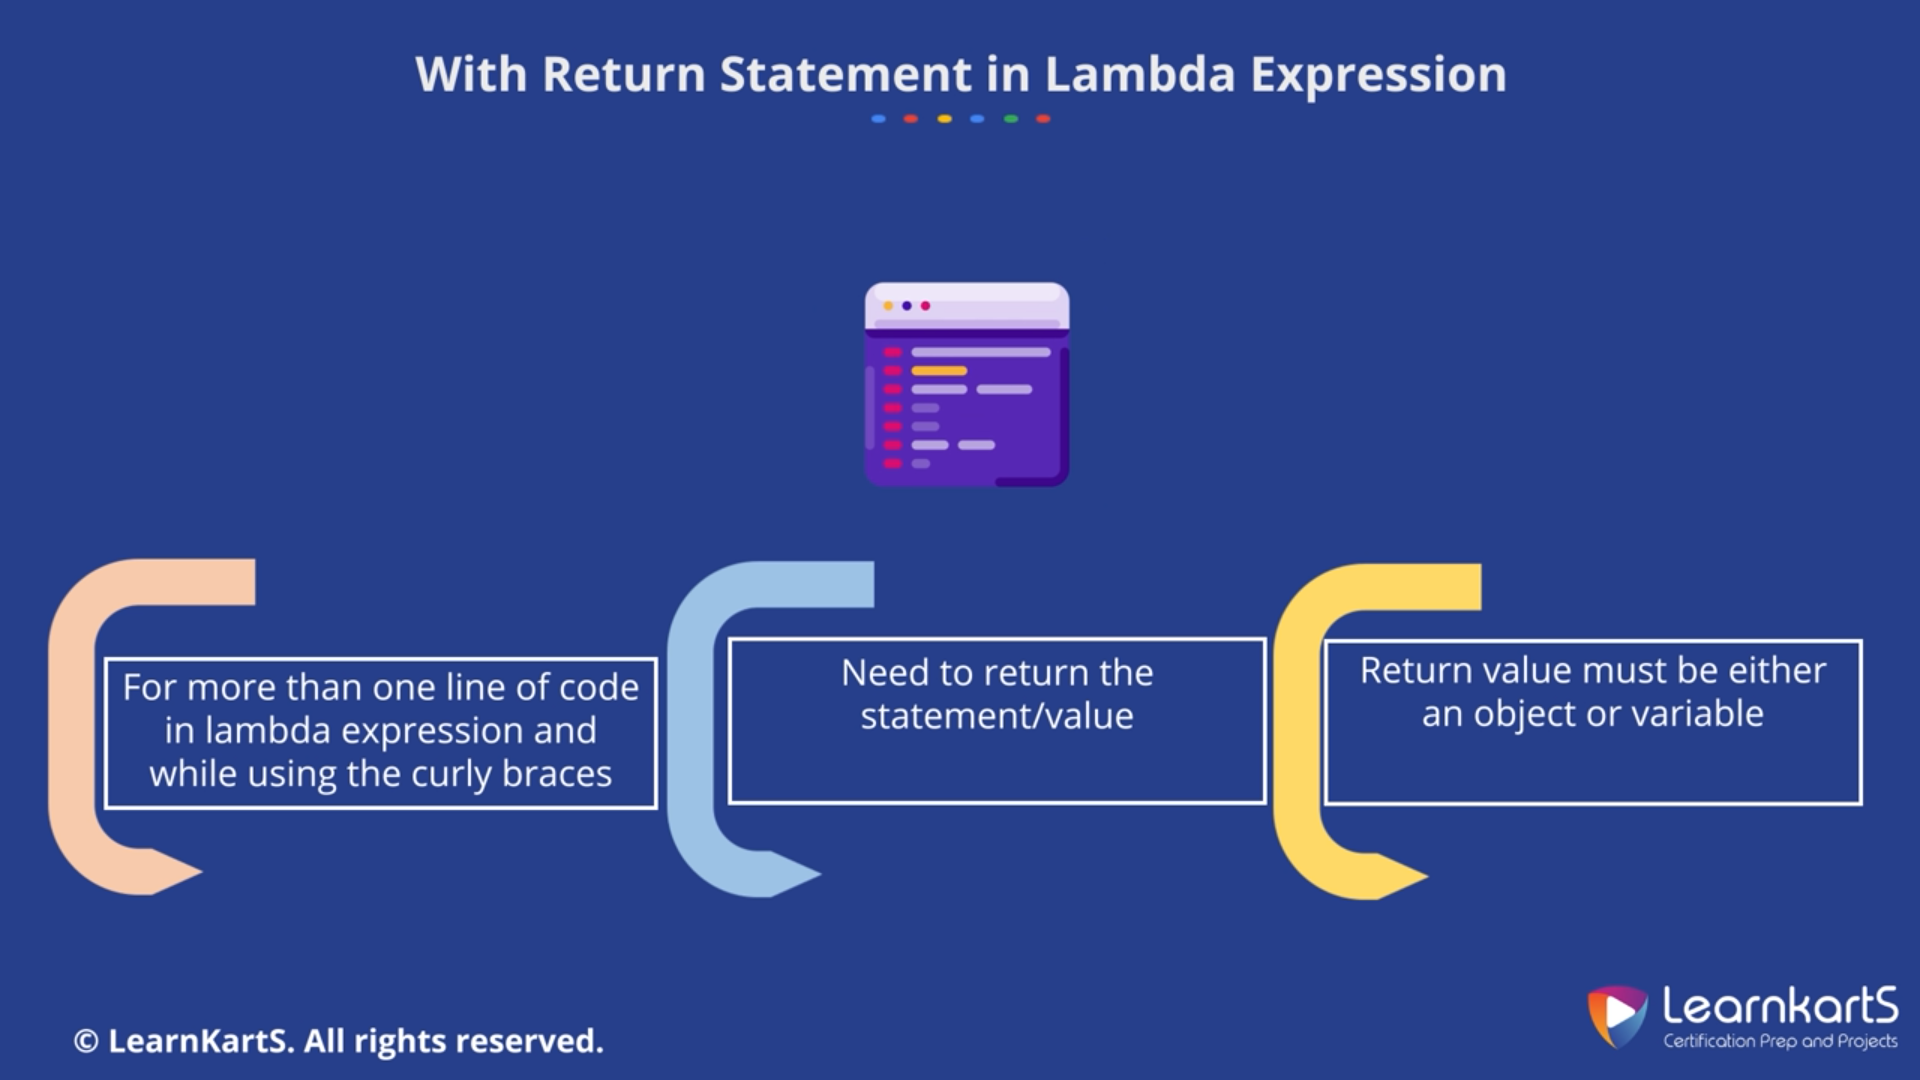 With Return Statement in Lambda Expression
For more than one line of code
in lambda expression and
while using the curly braces
Need to return the
statement/value
Return value must be either
an object or variable
© LearnKartS. All rights reserved.
LearnkartS
Certification Prep and Projects